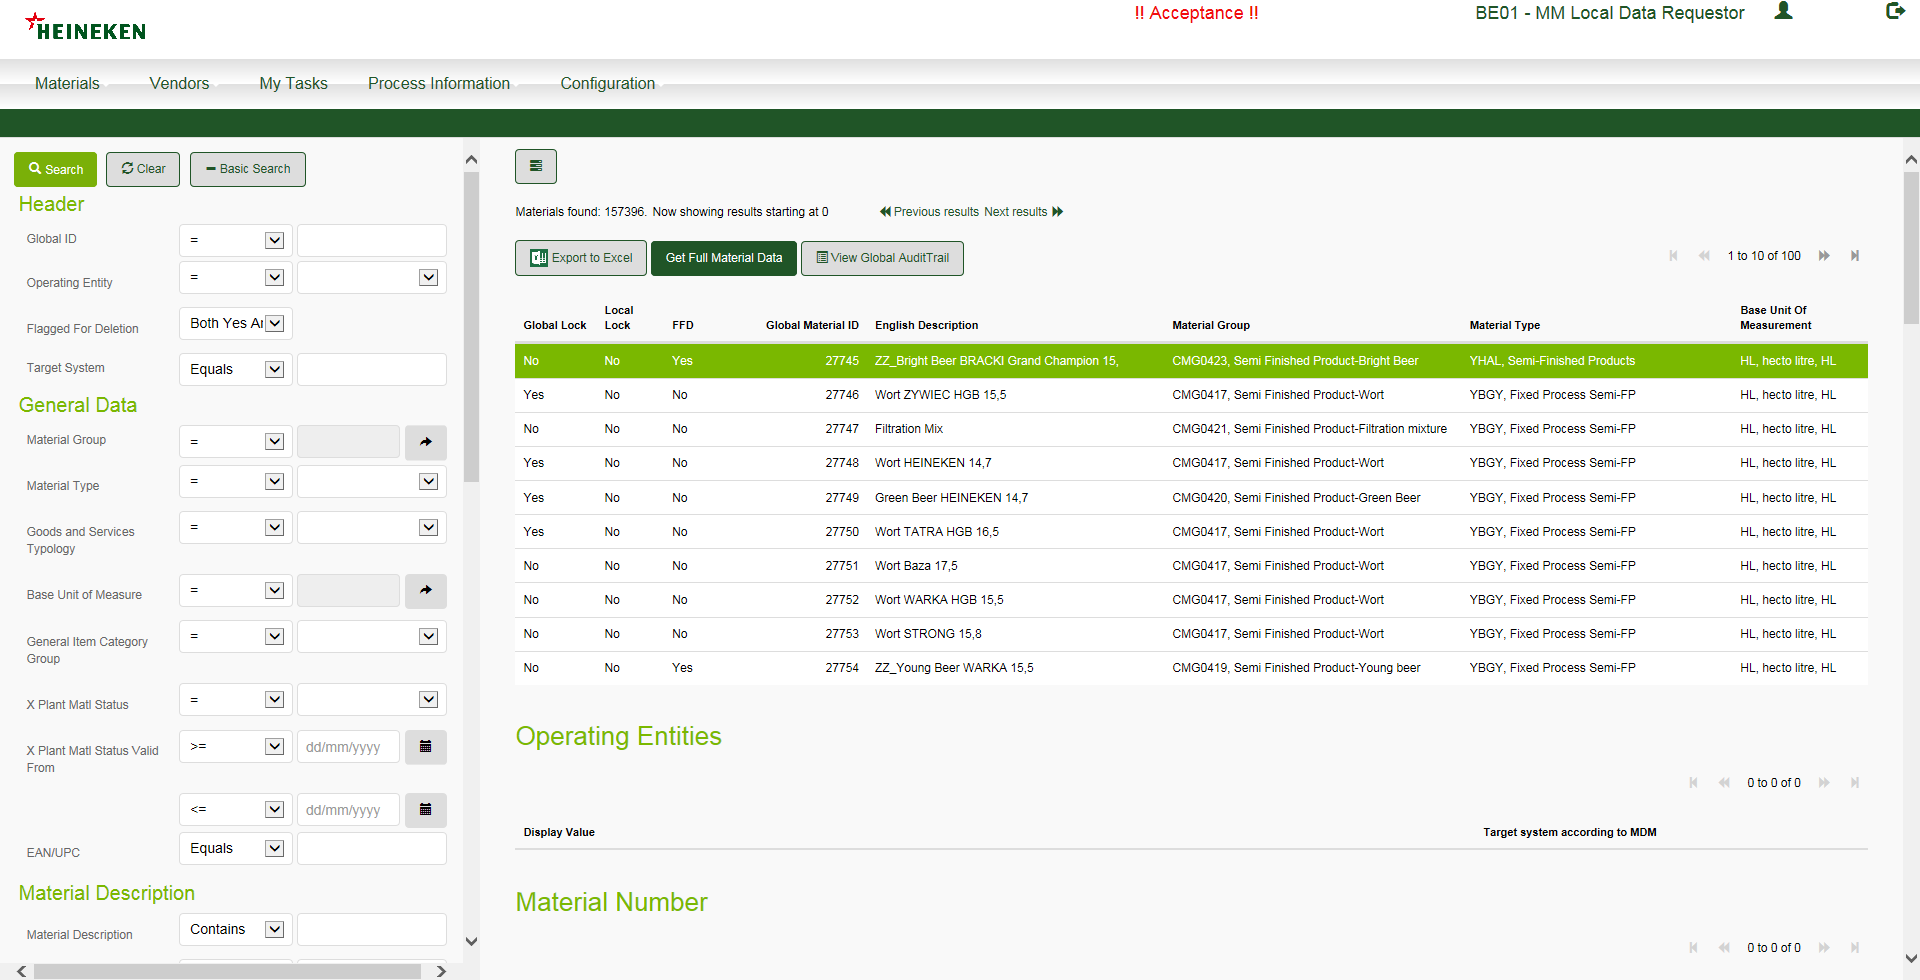 HEINEKEN
!! Acceptance !!
BE01 - MM Local Data Requestor
Materials
Vendors
My Tasks
Process Information
Configuration
Search
Clear
Basic Search
Header
Global ID
=
Operating Entity
=
Flagged For Deletion
Both Yes Ar
Target System
Equals
General Data
Material Group
=
Material Type
=
Goods and Services
Typology
=
Base Unit of Measure
=
General Item Category
Group
=
X Plant Matl Status
=
X Plant Matl Status Valid
From
>=
dd/mm/yyyy
<=
dd/mm/yyyy
EAN/UPC
Equals
Material Description
Material Description
Contains
Materials found: 157396. Now showing results starting at 0
Previous results Next results
Export to Excel
Get Full Material Data
View Global AuditTrail
1 to 10 of 100
Global Lock Local Lock FFD Global Material ID English Description Material Group Material Type Base Unit Of Measurement
No No Yes 27745 ZZ_Bright Beer BRACKI Grand Champion 15, CMG0423, Semi Finished Product-Bright Beer YHAL, Semi-Finished Products HL, hecto litre, HL
Yes No No 27746 Wort ZYWIEC HGB 15,5 CMG0417, Semi Finished Product-Wort YBGY, Fixed Process Semi-FP HL, hecto litre, HL
No No No 27747 Filtration Mix CMG0421, Semi Finished Product-Filtration mixture YBGY, Fixed Process Semi-FP HL, hecto litre, HL
Yes No No 27748 Wort HEINEKEN 14,7 CMG0417, Semi Finished Product-Wort YBGY, Fixed Process Semi-FP HL, hecto litre, HL
Yes No No 27749 Green Beer HEINEKEN 14,7 CMG0420, Semi Finished Product-Green Beer YBGY, Fixed Process Semi-FP HL, hecto litre, HL
Yes No No 27750 Wort TATRA HGB 16,5 CMG0417, Semi Finished Product-Wort YBGY, Fixed Process Semi-FP HL, hecto litre, HL
No No No 27751 Wort Baza 17,5 CMG0417, Semi Finished Product-Wort YBGY, Fixed Process Semi-FP HL, hecto litre, HL
No No No 27752 Wort WARKA HGB 15,5 CMG0417, Semi Finished Product-Wort YBGY, Fixed Process Semi-FP HL, hecto litre, HL
No No No 27753 Wort STRONG 15,8 CMG0417, Semi Finished Product-Wort YBGY, Fixed Process Semi-FP HL, hecto litre, HL
No No Yes 27754 ZZ_Young Beer WARKA 15,5 CMG0419, Semi Finished Product-Young beer YBGY, Fixed Process Semi-FP HL, hecto litre, HL
Operating Entities
0 to 0 of 0
Display Value Target system according to MDM
Material Number
0 to 0 of 0